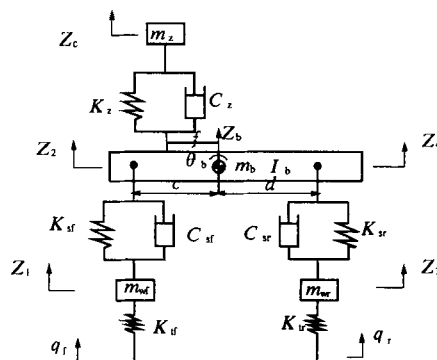 Z_c
m_z
K_z
C_z
f
Z_b
Z_2
θ_b
m_b
I_b
c
d
K_sf
C_sf
C_sr
K_sr
Z_1
m_wf
m_wr
K_tf
K_tr
q_f
q_r